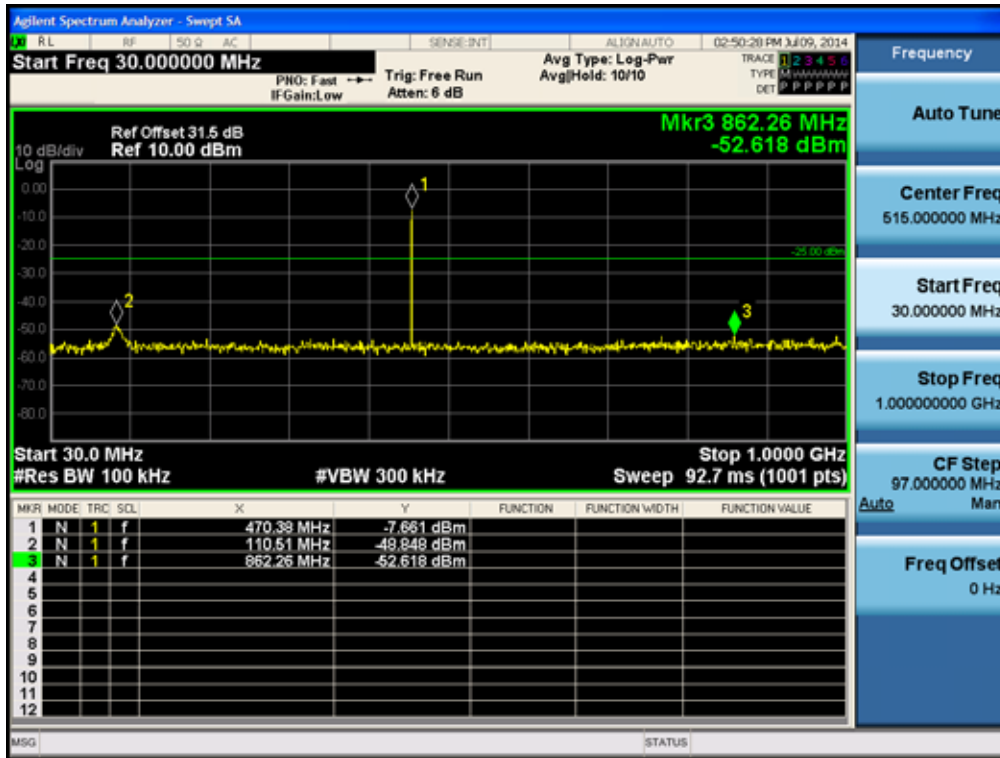 Agilent Spectrum Analyzer - Swept SA
RL RF 50 Ω AC SENSE:INT ALIGN AUTO 02:50:28 PM Jul 09, 2014
Start Freq 30.000000 MHz
PNO: Fast
IFGain:Low
Trig: Free Run
Atten: 6 dB
Avg Type: Log-Pwr
Avg|Hold: 10/10
TRACE 1 2 3 4 5 6
TYPE M
DET P P P P P P
Mkr3 862.26 MHz
-52.618 dBm
Ref Offset 31.5 dB
10 dB/div Ref 10.00 dBm
Log
0.00
-10.0
-20.0
-30.0
-40.0
-50.0
-60.0
-70.0
-80.0
1
2
3
-25.00 dBm
Start 30.0 MHz Stop 1.0000 GHz
#Res BW 100 kHz #VBW 300 kHz Sweep 92.7 ms (1001 pts)
MKR MODE TRC SCL X Y FUNCTION FUNCTION WIDTH FUNCTION VALUE
1 N 1 f 470.38 MHz -7.661 dBm
2 N 1 f 110.51 MHz -48.848 dBm
3 N 1 f 862.26 MHz -52.618 dBm
4
5
6
7
8
9
10
11
12
MSG STATUS
Frequency
Auto Tune
Center Freq
515.000000 MHz
Start Freq
30.000000 MHz
Stop Freq
1.000000000 GHz
CF Step
97.000000 MHz
Auto Man
Freq Offset
0 Hz